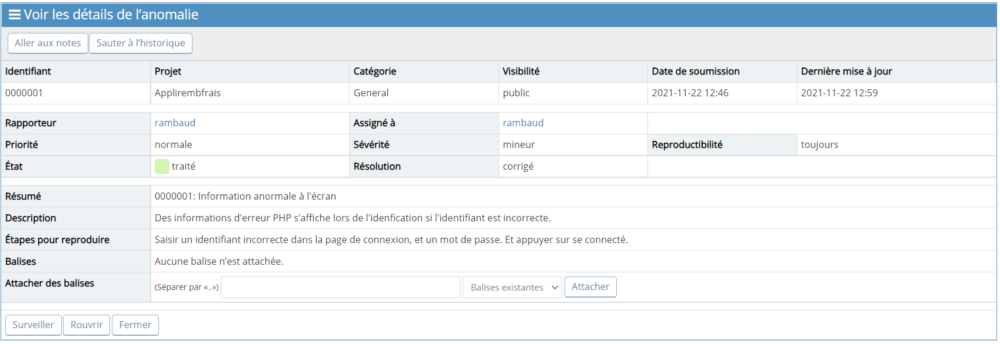 Voir les détails de l’anomalie
Aller aux notes Sauter à l’historique
Identifiant Projet Catégorie Visibilité Date de soumission Dernière mise à jour
0000001 Applirembfrais General public 2021-11-22 12:46 2021-11-22 12:59
Rapporteur rambaud Assigné à rambaud
Priorité normale Sévérité mineur Reproductibilité toujours
État traité Résolution corrigé
Résumé 0000001: Information anormale à l'écran
Description Des informations d'erreur PHP s'affiche lors de l'idenfication si l'identifiant est incorrecte.
Étapes pour reproduire Saisir un identifiant incorrecte dans la page de connexion, et un mot de passe. Et appuyer sur se connecté.
Balises Aucune balise n’est attachée.
Attacher des balises (Séparer par « , ») Balises existantes Attacher
Surveiller Rouvrir Fermer